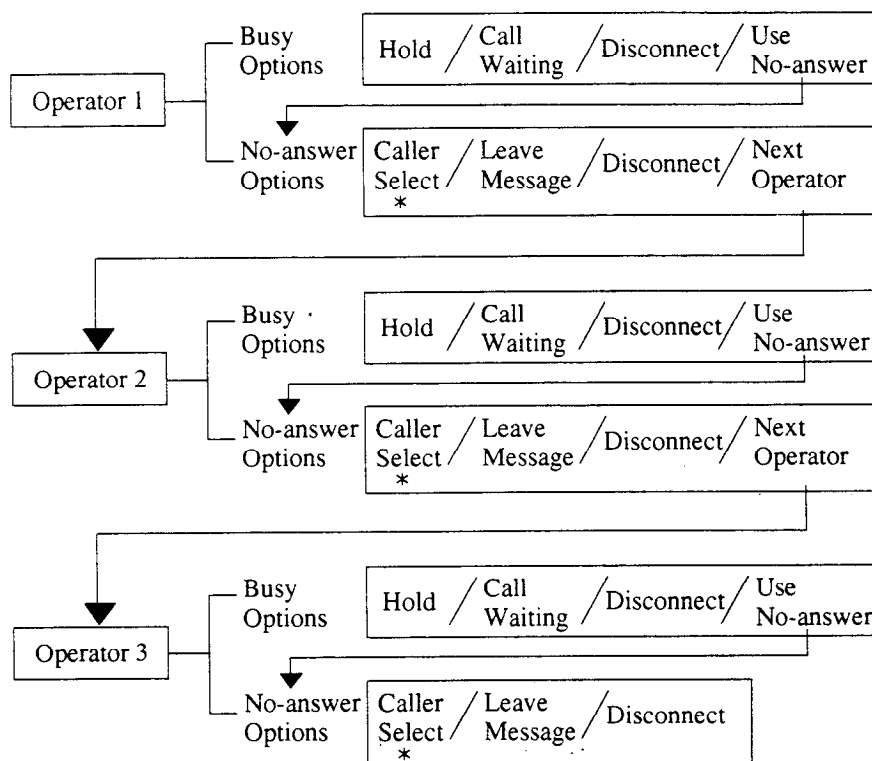 Busy Options
Hold / Call Waiting / Disconnect / Use No-answer
Operator 1
No-answer Options
Caller Select * / Leave Message / Disconnect / Next Operator
Busy Options
Hold / Call Waiting / Disconnect / Use No-answer
Operator 2
No-answer Options
Caller Select * / Leave Message / Disconnect / Next Operator
Busy Options
Hold / Call Waiting / Disconnect / Use No-answer
Operator 3
No-answer Options
Caller Select * / Leave Message / Disconnect